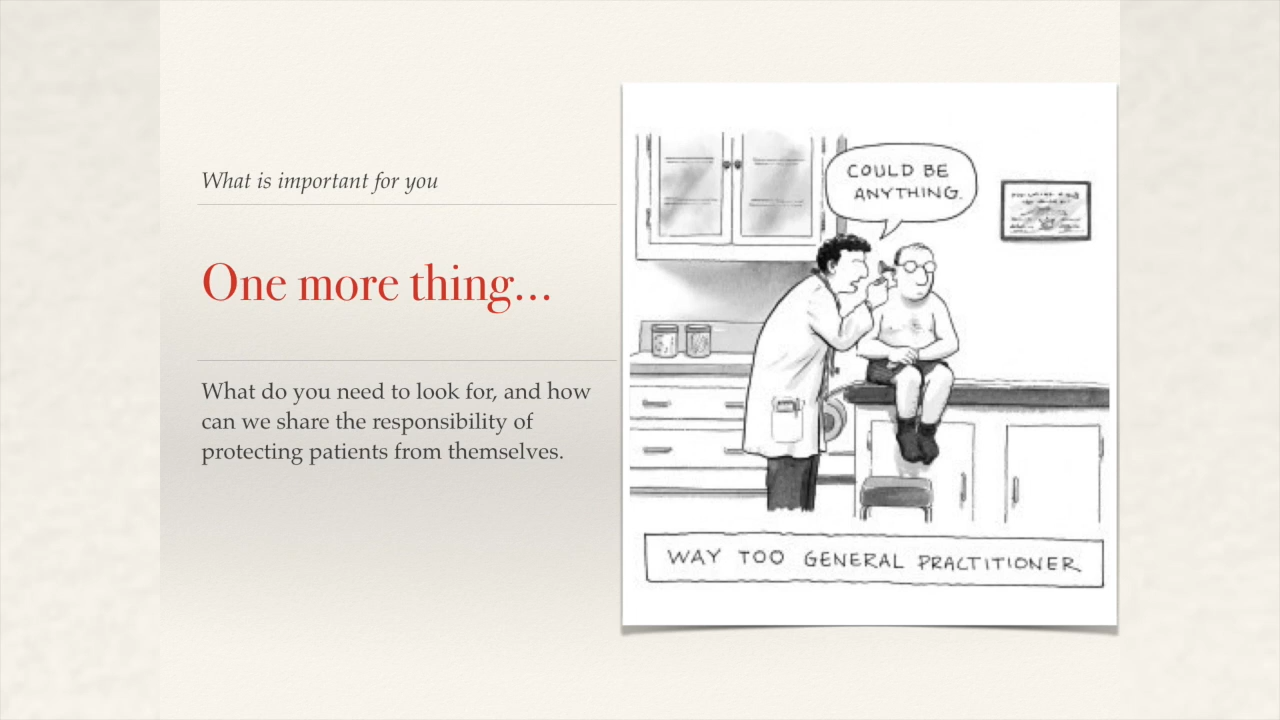 What is important for you
One more thing…
What do you need to look for, and how
can we share the responsibility of
protecting patients from themselves.
COULD BE
ANYTHING.
WAY TOO GENERAL PRACTITIONER